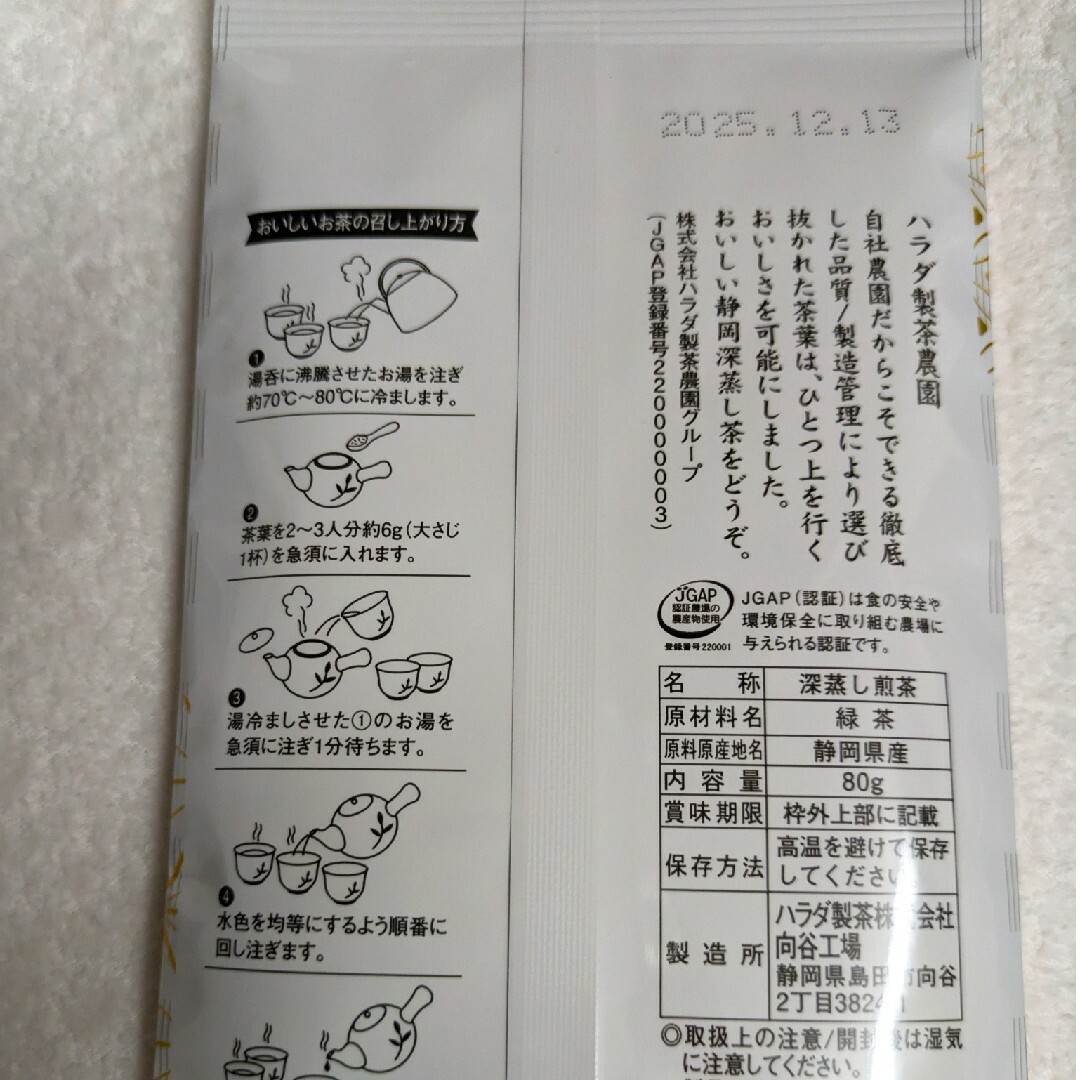 2025.12.13
ハラダ製茶農園
自社農園だからこそできる徹底
した品質/製造管理により選び
抜かれた茶葉は、ひとつ上を行く
おいしさを可能にしました。
おいしい静岡深蒸し茶をどうぞ。
株式会社ハラダ製茶農園グループ
(JGAP登録番号220000003)
おいしいお茶の召し上がり方
❶
湯呑に沸騰させたお湯を注ぎ
約70℃〜80℃に冷まします。
❷
茶葉を2〜3人分約6g(大さじ
1杯)を急須に入れます。
❸
湯冷ましさせた①のお湯を
急須に注ぎ1分待ちます。
❹
水色を均等にするよう順番に
回し注ぎます。
JGAP
認証農場の
農産物使用
登録番号220001
JGAP(認証)は食の安全や
環境保全に取り組む農場に
与えられる認証です。
名称 深蒸し煎茶
原材料名 緑茶
原料原産地名 静岡県産
内容量 80g
賞味期限 枠外上部に記載
保存方法 高温を避けて保存
してください
製造所 ハラダ製茶株式会社
向谷工場
静岡県島田市向谷
2丁目382
◎取扱上の注意/開封後は湿気
に注意してください。